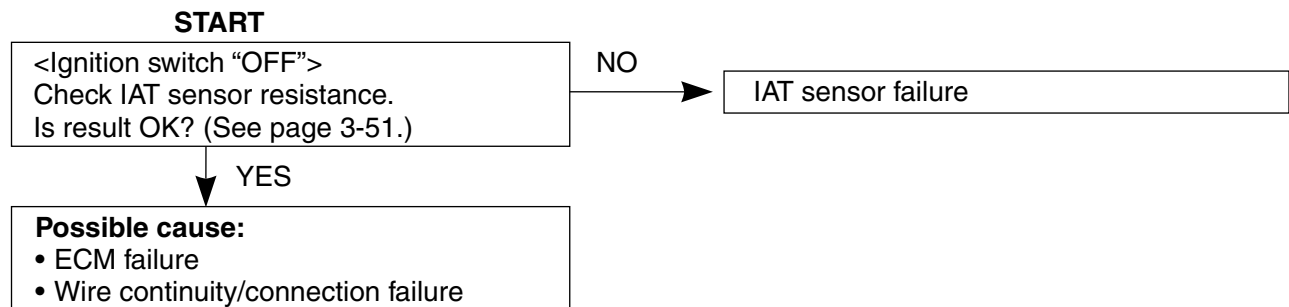 START
<Ignition switch “OFF”>
Check IAT sensor resistance.
Is result OK? (See page 3-51.)
NO
IAT sensor failure
YES
Possible cause:
• ECM failure
• Wire continuity/connection failure